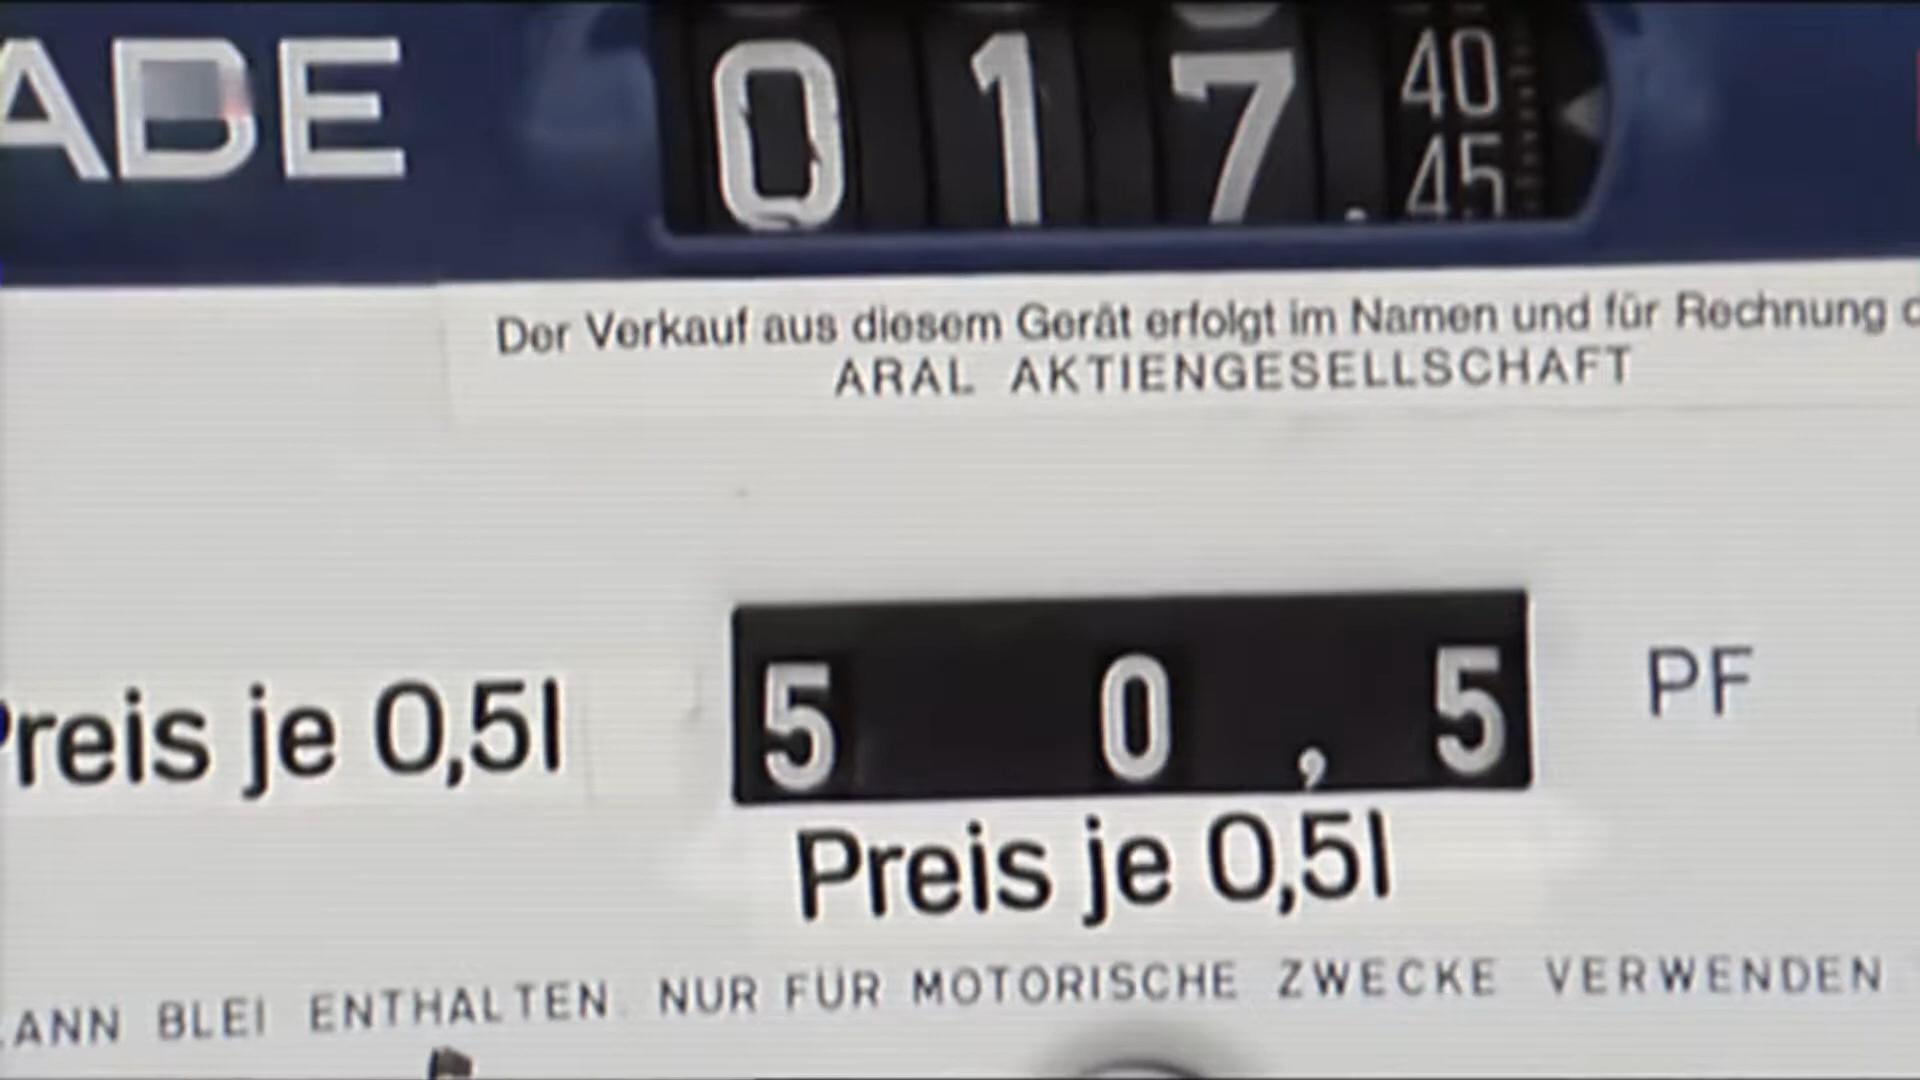 ABE
017.40
45
Der Verkauf aus diesem Gerät erfolgt im Namen und für Rechnung d
ARAL AKTIENGESELLSCHAFT
Preis je 0,5l
50,5 PF
Preis je 0,5l
KANN BLEI ENTHALTEN. NUR FÜR MOTORISCHE ZWECKE VERWENDEN